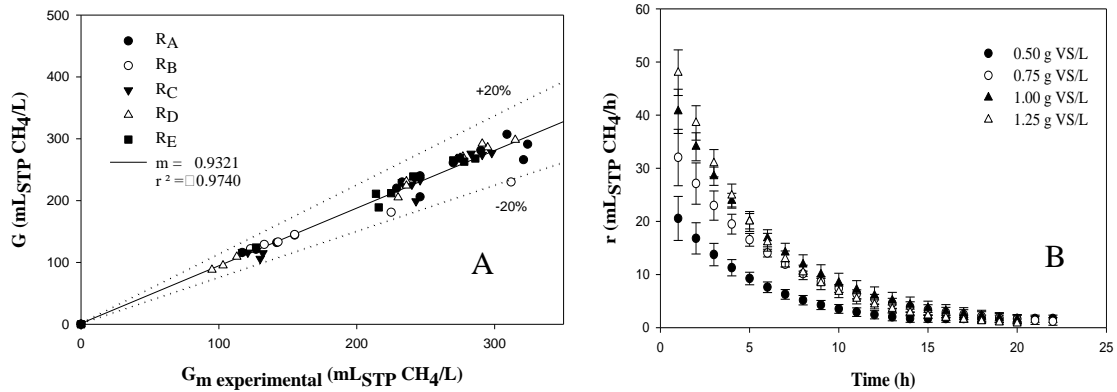 500
400
300
200
100
0
G (mLSTP CH4/L)
RA
RB
RC
RD
RE
m = 0.9321
r ² =□0.9740
+20%
-20%
A
0 100 200 300
Gm experimental (mLSTP CH4/L)
60
50
40
30
20
10
0
r (mLSTP CH4/h)
0.50 g VS/L
0.75 g VS/L
1.00 g VS/L
1.25 g VS/L
B
0 5 10 15 20 25
Time (h)